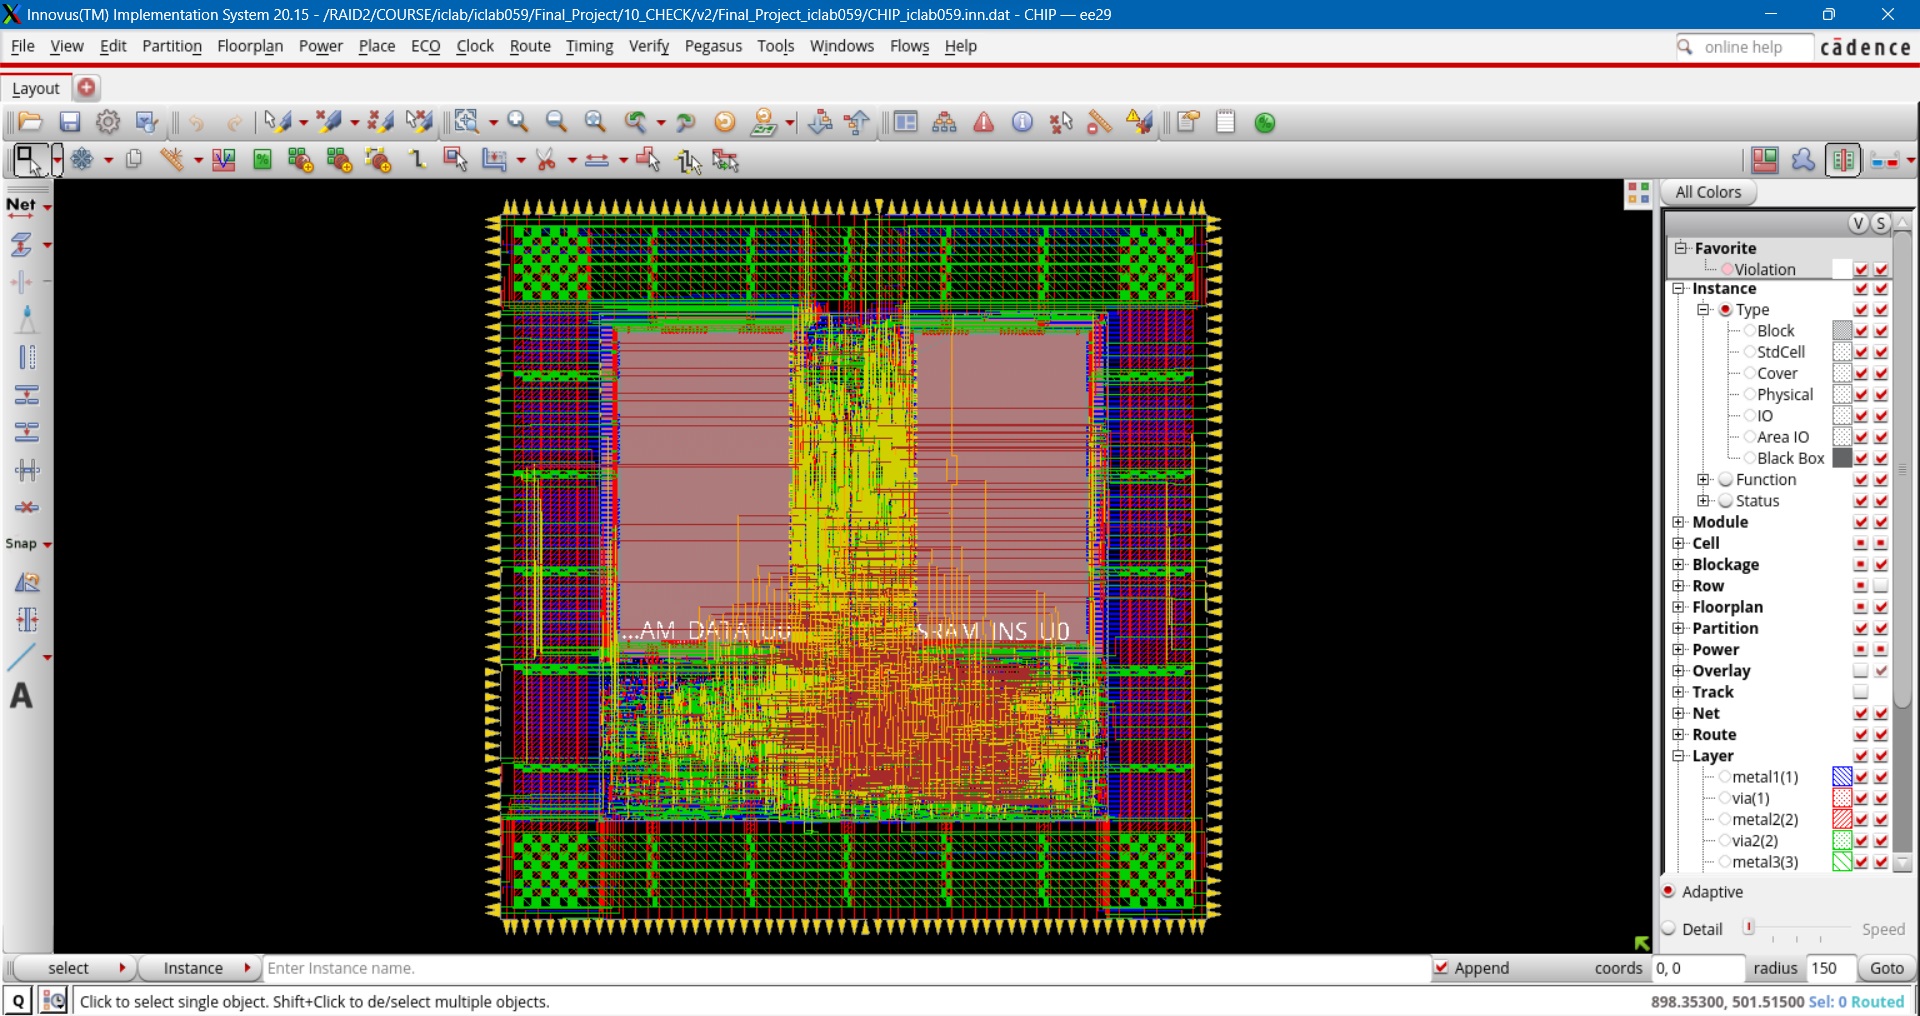 Innovus(TM) Implementation System 20.15 - /RAID2/COURSE/iclab/iclab059/Final_Project/10_CHECK/v2/Final_Project_iclab059/CHIP_iclab059.inn.dat - CHIP — ee29
File View Edit Partition Floorplan Power Place ECO Clock Route Timing Verify Pegasus Tools Windows Flows Help
online help
cādence
Layout
Net
Snap
A
...AM_DATA_U0
SRAM_INS_U0
All Colors
V S
Favorite
Violation
Instance
Type
Block
StdCell
Cover
Physical
IO
Area IO
Black Box
Function
Status
Module
Cell
Blockage
Row
Floorplan
Partition
Power
Overlay
Track
Net
Route
Layer
metal1(1)
via(1)
metal2(2)
via2(2)
metal3(3)
Adaptive
Detail Speed
select Instance Enter Instance name. Append coords 0, 0 radius 150 Goto
Q Click to select single object. Shift+Click to de/select multiple objects. 898.35300, 501.51500 Sel: 0 Routed